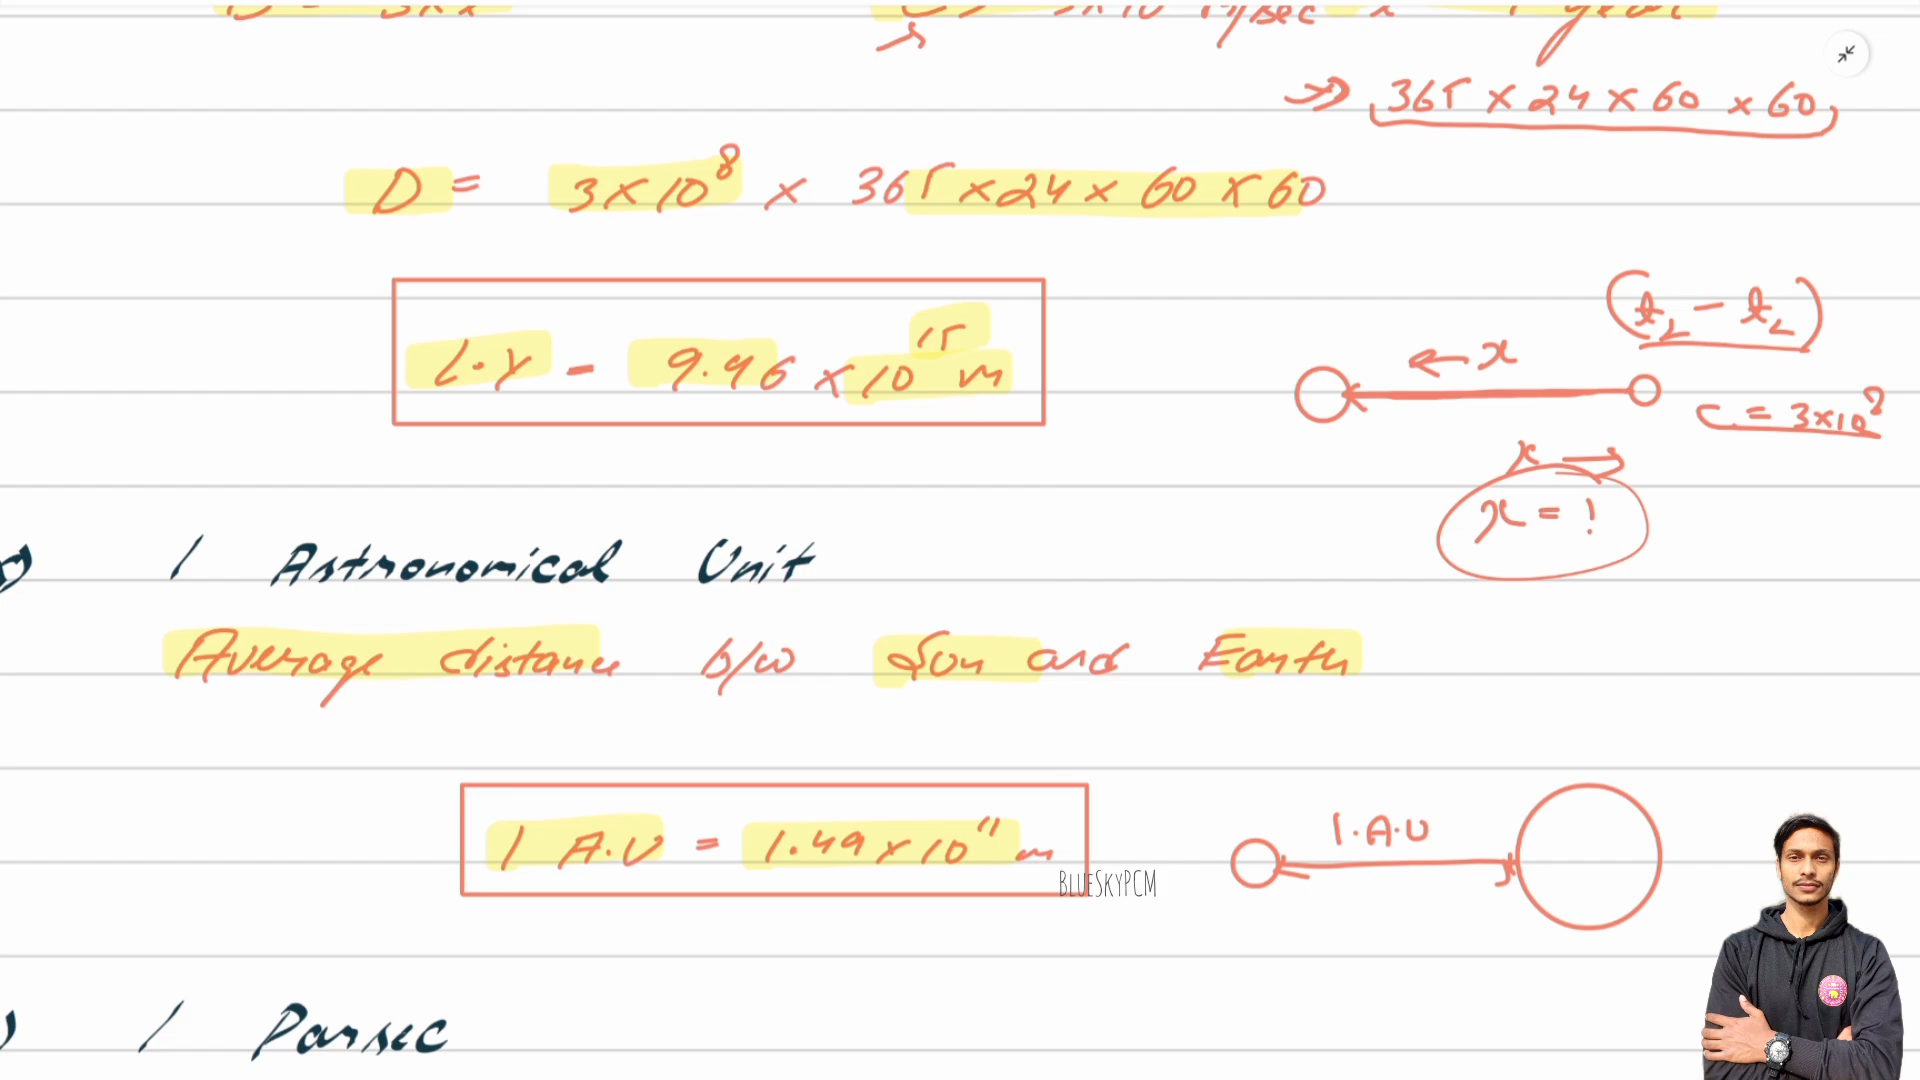 → 365 × 24 × 60 × 60
D = 3×10⁸ × 365 × 24 × 60 × 60
L.Y = 9.46 × 10¹⁵ m
← x
c = 3×10⁸
x →
x = !
1 Astronomical Unit
Average distance b/w Sun and Earth
1 A.U = 1.49 × 10¹¹ m
1.A.U
BLUESKYPCM
1 Parsec